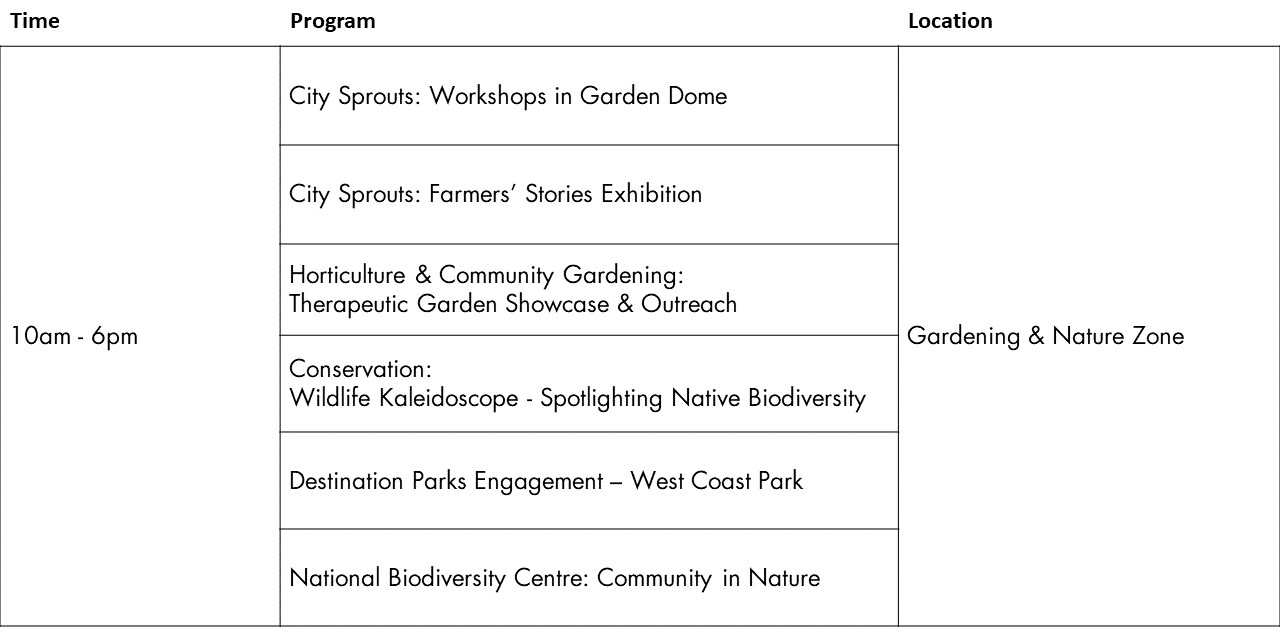 Time Program Location
City Sprouts: Workshops in Garden Dome
City Sprouts: Farmers’ Stories Exhibition
Horticulture & Community Gardening:
Therapeutic Garden Showcase & Outreach
10am - 6pm
Gardening & Nature Zone
Conservation:
Wildlife Kaleidoscope - Spotlighting Native Biodiversity
Destination Parks Engagement – West Coast Park
National Biodiversity Centre: Community in Nature